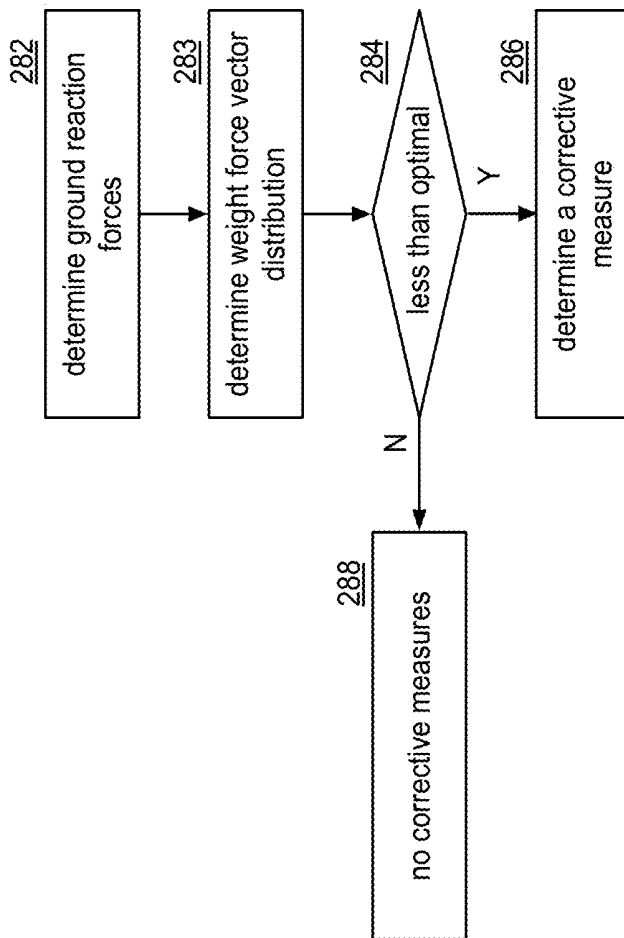 282
determine ground reaction
forces
283
determine weight force vector
distribution
284
less than optimal
N
Y
288
no corrective measures
286
determine a corrective
measure